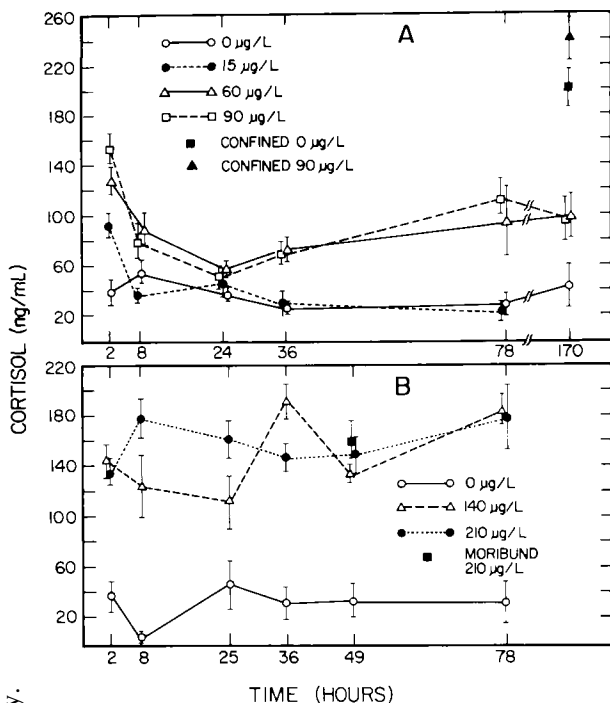 260
220
180
140
100
60
20
A
0 µg/L
15 µg/L
60 µg/L
90 µg/L
CONFINED 0 µg/L
CONFINED 90 µg/L
2 8 24 36 78 170
CORTISOL (ng/mL)
220
180
140
100
60
20
B
0 µg/L
140 µg/L
210 µg/L
MORIBUND
210 µg/L
2 8 25 36 49 78
y.
TIME (HOURS)